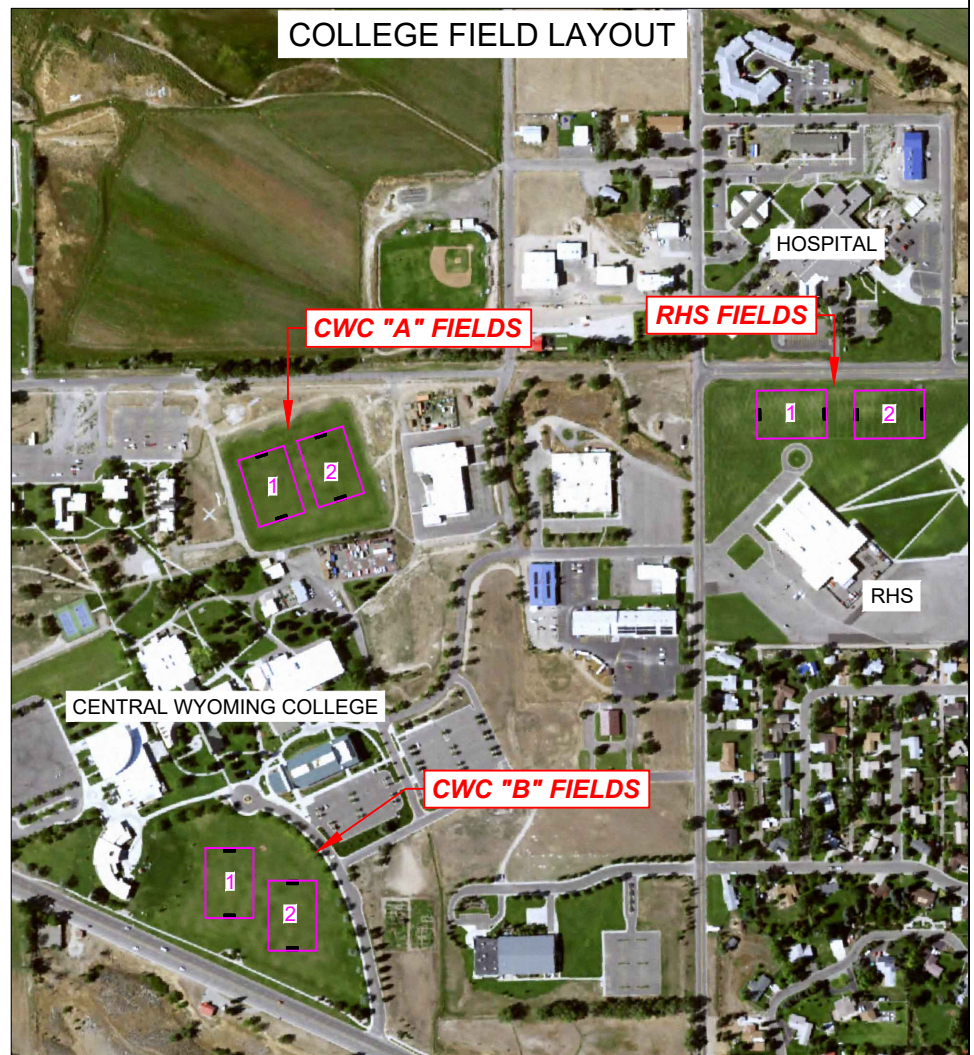 COLLEGE FIELD LAYOUT
HOSPITAL
CWC "A" FIELDS
RHS FIELDS
1
2
1
2
RHS
CENTRAL WYOMING COLLEGE
CWC "B" FIELDS
1
2